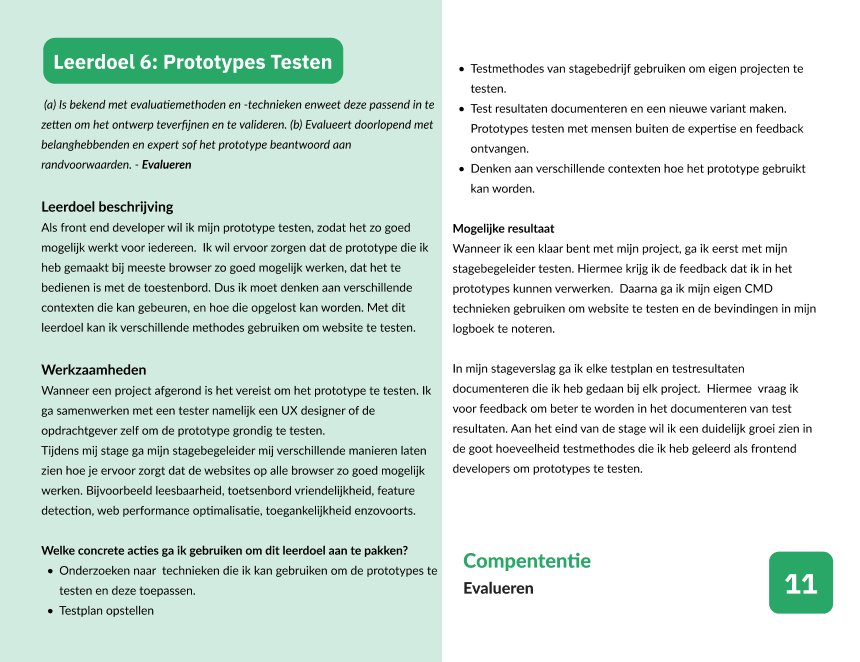 Leerdoel 6: Prototypes Testen
(a) Is bekend met evaluatiemethoden en -technieken enweet deze passend in te
zetten om het ontwerp teverfijnen en te valideren. (b) Evalueert doorlopend met
belanghebbenden en expert sof het prototype beantwoord aan
randvoorwaarden. - Evalueren
Leerdoel beschrijving
Als front end developer wil ik mijn prototype testen, zodat het zo goed
mogelijk werkt voor iedereen. Ik wil ervoor zorgen dat de prototype die ik
heb gemaakt bij meeste browser zo goed mogelijk werken, dat het te
bedienen is met de toestenbord. Dus ik moet denken aan verschillende
contexten die kan gebeuren, en hoe die opgelost kan worden. Met dit
leerdoel kan ik verschillende methodes gebruiken om website te testen.
Werkzaamheden
Wanneer een project afgerond is het vereist om het prototype te testen. Ik
ga samenwerken met een tester namelijk een UX designer of de
opdrachtgever zelf om de prototype grondig te testen.
Tijdens mij stage ga mijn stagebegeleider mij verschillende manieren laten
zien hoe je ervoor zorgt dat de websites op alle browser zo goed mogelijk
werken. Bijvoorbeeld leesbaarheid, toetsenbord vriendelijkheid, feature
detection, web performance optimalisatie, toegankelijkheid enzovoorts.
Welke concrete acties ga ik gebruiken om dit leerdoel aan te pakken?
• Onderzoeken naar technieken die ik kan gebruiken om de prototypes te
testen en deze toepassen.
• Testplan opstellen
• Testmethodes van stagebedrijf gebruiken om eigen projecten te
testen.
• Test resultaten documenteren en een nieuwe variant maken.
Prototypes testen met mensen buiten de expertise en feedback
ontvangen.
• Denken aan verschillende contexten hoe het prototype gebruikt
kan worden.
Mogelijke resultaat
Wanneer ik een klaar bent met mijn project, ga ik eerst met mijn
stagebegeleider testen. Hiermee krijg ik de feedback dat ik in het
prototypes kunnen verwerken. Daarna ga ik mijn eigen CMD
technieken gebruiken om website te testen en de bevindingen in mijn
logboek te noteren.
In mijn stageverslag ga ik elke testplan en testresultaten
documenteren die ik heb gedaan bij elk project. Hiermee vraag ik
voor feedback om beter te worden in het documenteren van test
resultaten. Aan het eind van de stage wil ik een duidelijk groei zien in
de goot hoeveelheid testmethodes die ik heb geleerd als frontend
developers om prototypes te testen.
Compententie
Evalueren
11